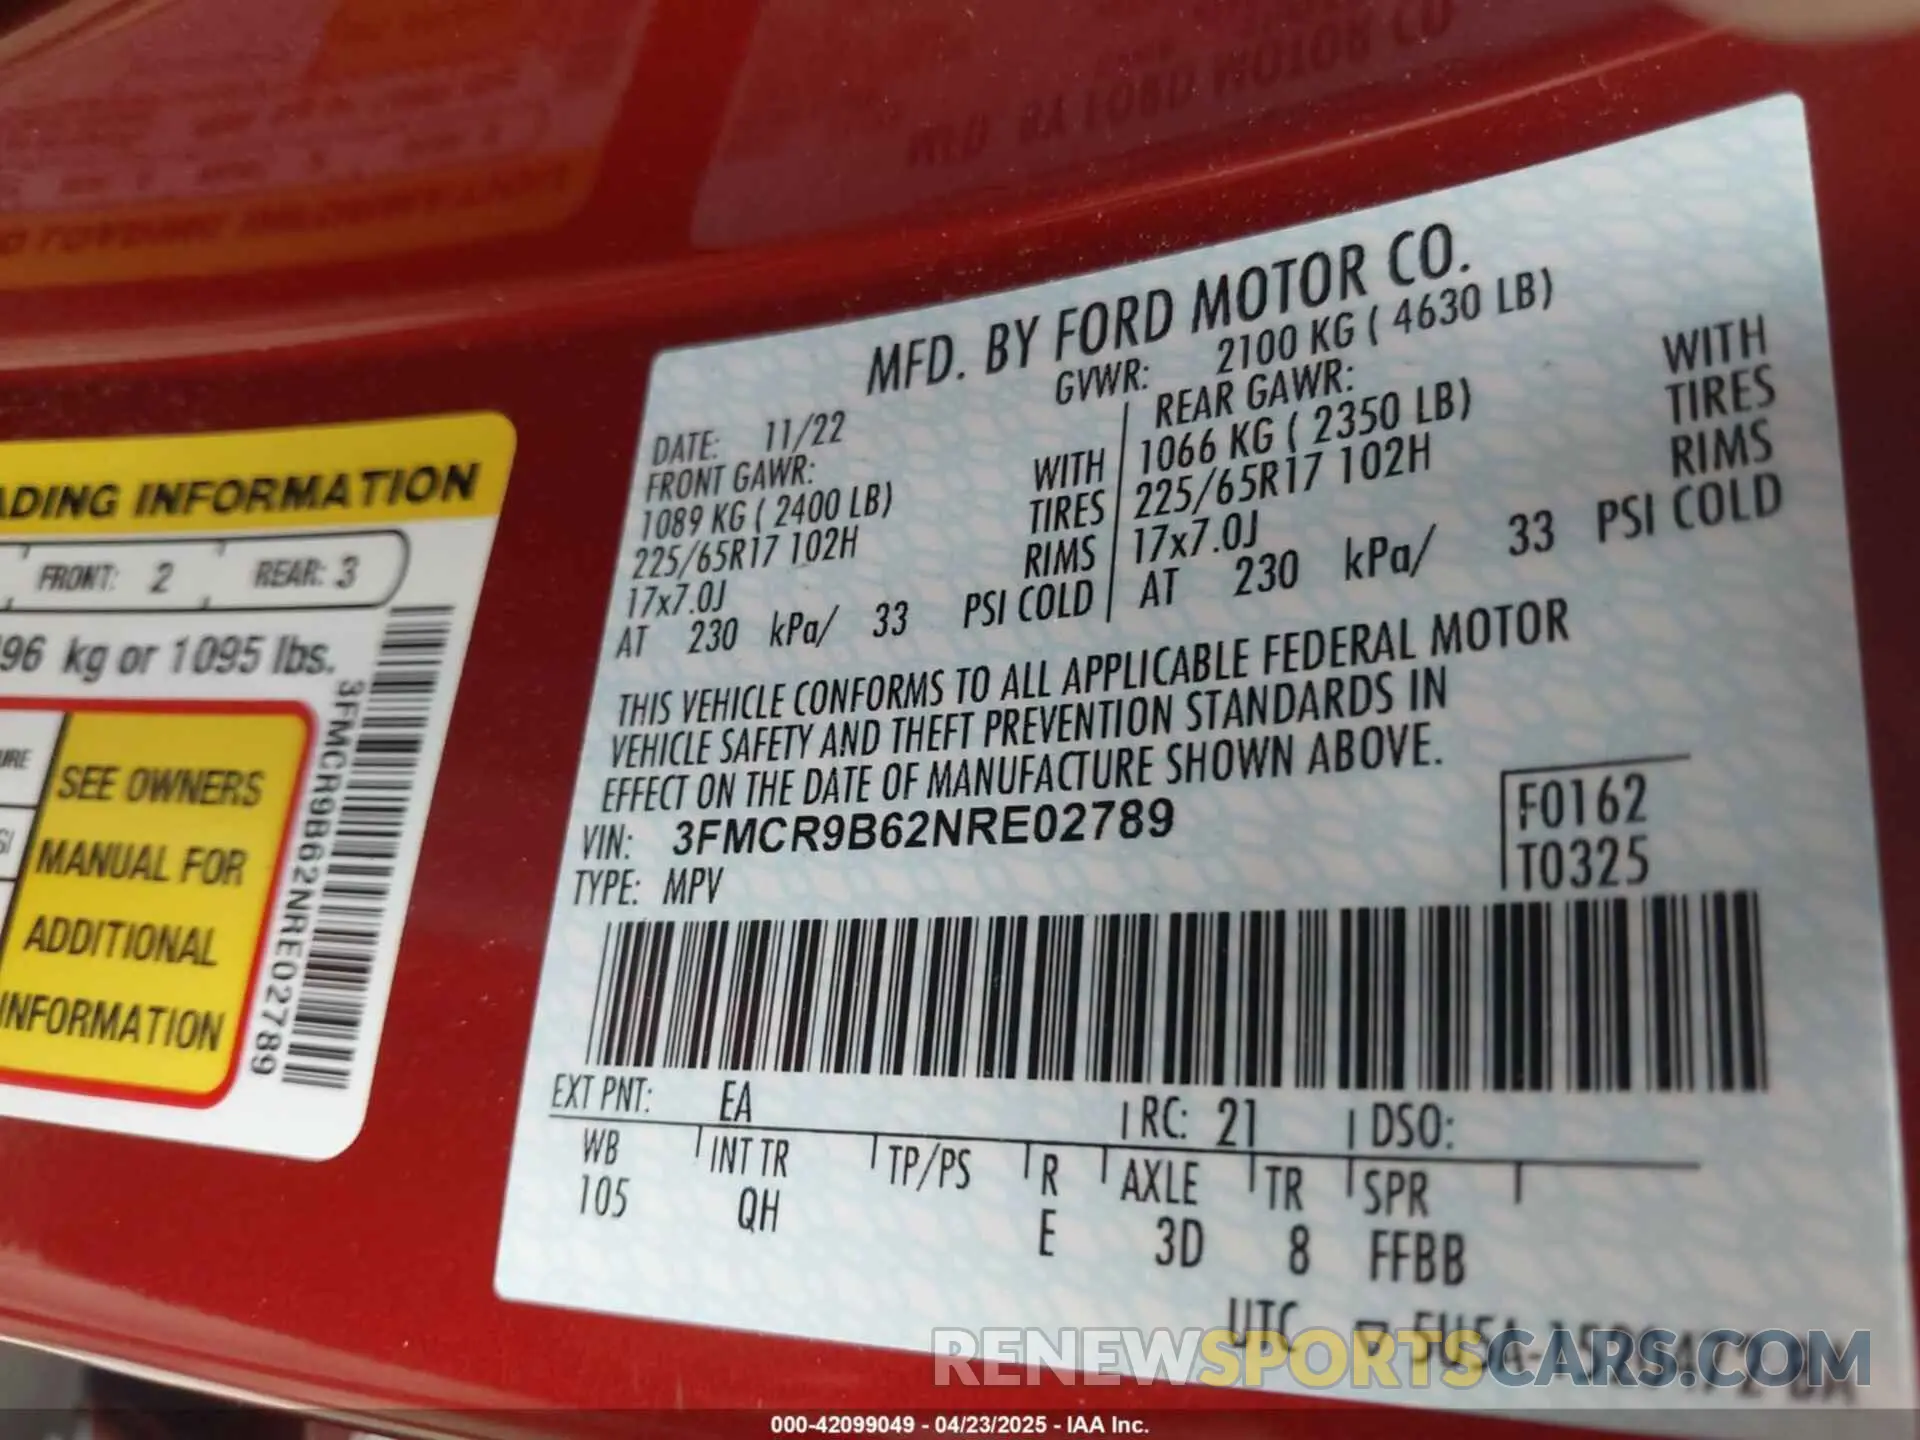 MFD. BY FORD MOTOR CO.
DATE: 11/22 GVWR: 2100 KG ( 4630 LB)
FRONT GAWR: REAR GAWR:
1089 KG ( 2400 LB) WITH 1066 KG ( 2350 LB) WITH
225/65R17 102H TIRES 225/65R17 102H TIRES
17x7.0J RIMS 17x7.0J RIMS
AT 230 kPa/ 33 PSI COLD AT 230 kPa/ 33 PSI COLD
THIS VEHICLE CONFORMS TO ALL APPLICABLE FEDERAL MOTOR
VEHICLE SAFETY AND THEFT PREVENTION STANDARDS IN
EFFECT ON THE DATE OF MANUFACTURE SHOWN ABOVE.
VIN: 3FMCR9B62NRE02789 F0162
TYPE: MPV T0325
EXT PNT: EA RC: 21 DSO:
WB INT TR TP/PS R AXLE TR SPR
105 QH E 3D 8 FFBB
UTC
ADING INFORMATION
FRONT: 2 REAR: 3
96 kg or 1095 lbs.
SEE OWNERS
MANUAL FOR
ADDITIONAL
INFORMATION
3FMCR9B62NRE02789
RENEWSPORTSCARS.COM
000-42099049 - 04/23/2025 - IAA Inc.